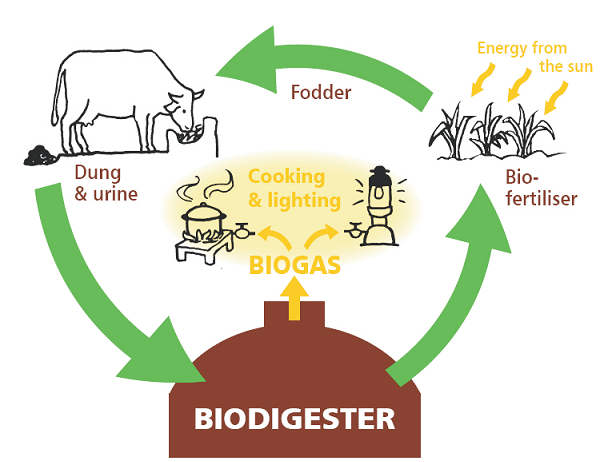 Energy from
the sun
Fodder
Dung
& urine
Cooking
& lighting
Bio-
fertiliser
BIOGAS
BIODIGESTER